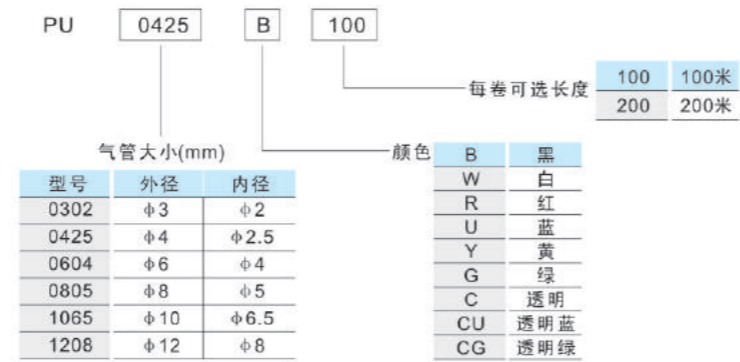 PU 0425 B 100
每卷可选长度
100 100米
200 200米
气管大小(mm)
型号 外径 内径
0302 φ3 φ2
0425 φ4 φ2.5
0604 φ6 φ4
0805 φ8 φ5
1065 φ10 φ6.5
1208 φ12 φ8
颜色
B 黑
W 白
R 红
U 蓝
Y 黄
G 绿
C 透明
CU 透明蓝
CG 透明绿